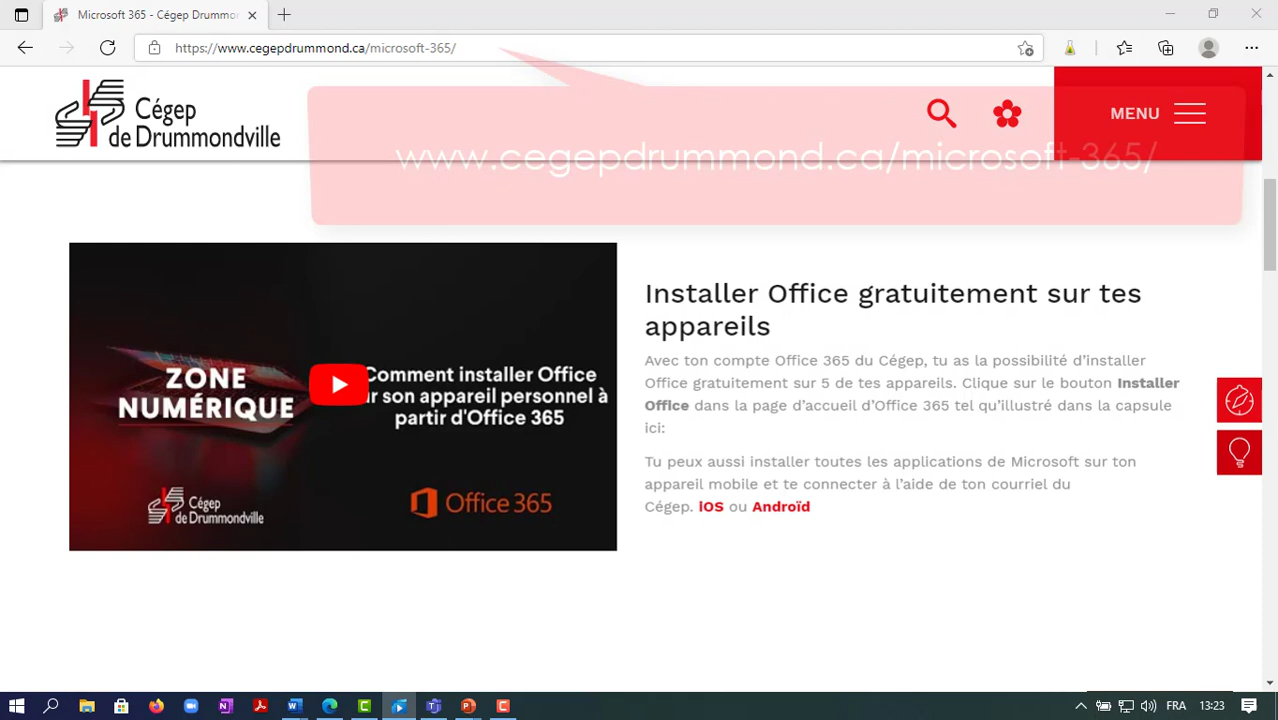 Microsoft 365 - Cégep de Drummon
https://www.cegepdrummond.ca/microsoft-365/
Cégep
de Drummondville
MENU
www.cegepdrummond.ca/microsoft-365/
ZONE
NUMÉRIQUE
Comment installer Office
r son appareil personnel à
partir d'Office 365
Cégep
de Drummondville
Office 365
Installer Office gratuitement sur tes
appareils
Avec ton compte Office 365 du Cégep, tu as la possibilité d’installer
Office gratuitement sur 5 de tes appareils. Clique sur le bouton Installer
Office dans la page d’accueil d’Office 365 tel qu’illustré dans la capsule
ici:
Tu peux aussi installer toutes les applications de Microsoft sur ton
appareil mobile et te connecter à l’aide de ton courriel du
Cégep. iOS ou Androïd
FRA
13:23